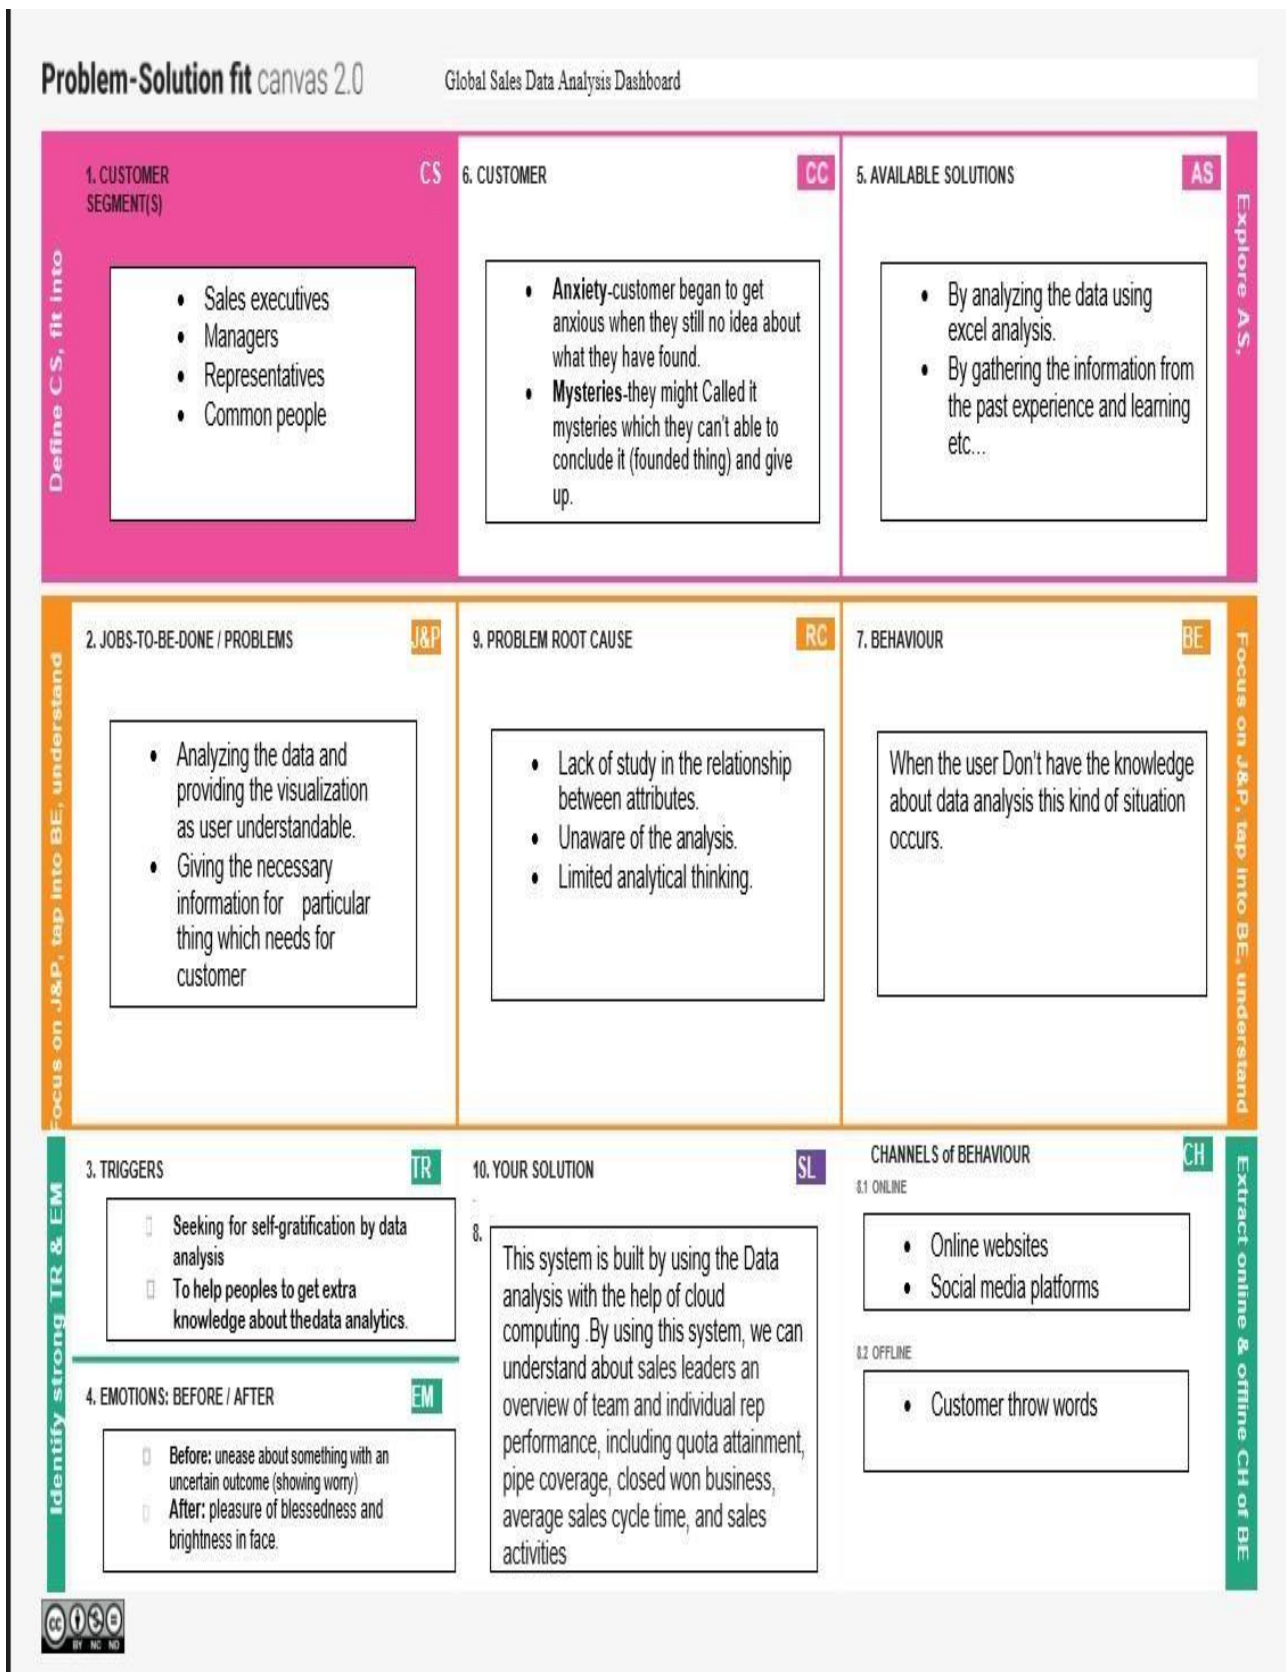 Problem-Solution fit canvas 2.0
Global Sales Data Analysis Dashboard
Define CS, fit into
1. CUSTOMER
SEGMENT(S)
CS
• Sales executives
• Managers
• Representatives
• Common people
6. CUSTOMER
CC
• Anxiety-customer began to get
anxious when they still no idea about
what they have found.
• Mysteries-they might Called it
mysteries which they can't able to
conclude it (founded thing) and give
up.
5. AVAILABLE SOLUTIONS
AS
• By analyzing the data using
excel analysis.
• By gathering the information from
the past experience and learning
etc...
Explore AS,
Focus on J&P, tap into BE, understand
2. JOBS-TO-BE-DONE / PROBLEMS
J&P
• Analyzing the data and
providing the visualization
as user understandable.
• Giving the necessary
information for particular
thing which needs for
customer
9. PROBLEM ROOT CAUSE
RC
• Lack of study in the relationship
between attributes.
• Unaware of the analysis.
• Limited analytical thinking.
7. BEHAVIOUR
BE
When the user Don't have the knowledge
about data analysis this kind of situation
occurs.
Focus on J&P, tap into BE, understand
Identify strong TR & EM
3. TRIGGERS
TR
Seeking for self-gratification by data
analysis
To help peoples to get extra
knowledge about thedata analytics.
4. EMOTIONS: BEFORE / AFTER
EM
Before: unease about something with an
uncertain outcome (showing worry)
After: pleasure of blessedness and
brightness in face.
10. YOUR SOLUTION
SL
8.
This system is built by using the Data
analysis with the help of cloud
computing .By using this system, we can
understand about sales leaders an
overview of team and individual rep
performance, including quota attainment,
pipe coverage, closed won business,
average sales cycle time, and sales
activities
CHANNELS of BEHAVIOUR
CH
8.1 ONLINE
• Online websites
• Social media platforms
8.2 OFFLINE
• Customer throw words
Extract online & offline CH of BE
cc
BY NC ND